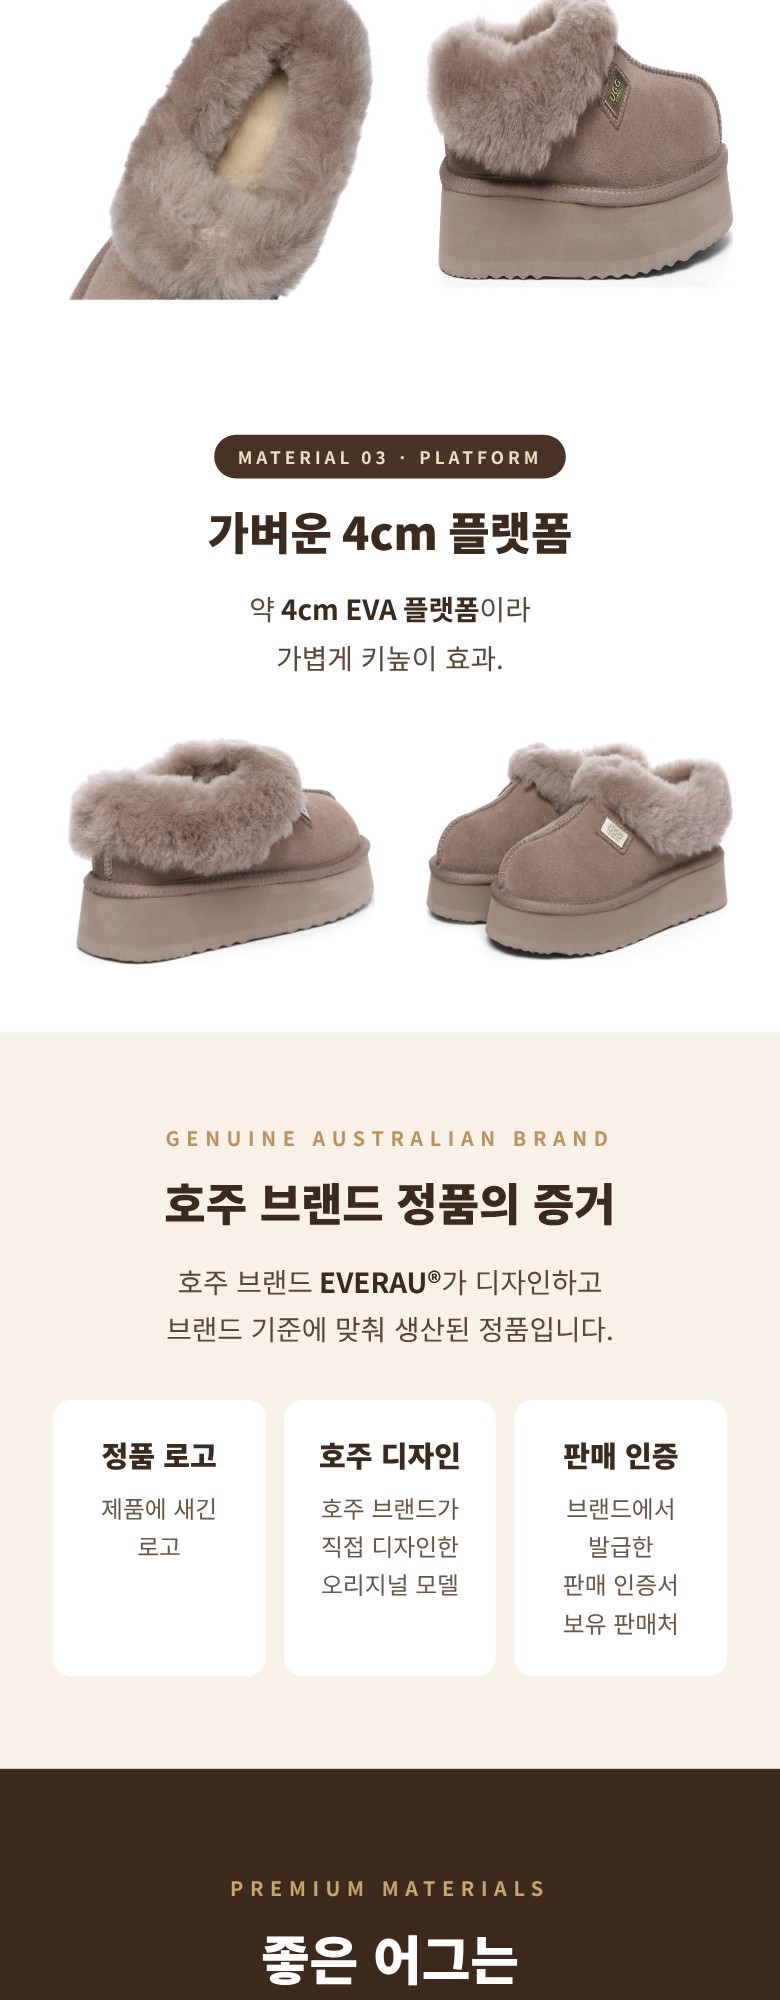 UGG
MATERIAL 03 · PLATFORM
가벼운 4cm 플랫폼
약 4cm EVA 플랫폼이라
가볍게 키높이 효과.
GENUINE AUSTRALIAN BRAND
호주 브랜드 정품의 증거
호주 브랜드 EVERAU®가 디자인하고
브랜드 기준에 맞춰 생산된 정품입니다.
정품 로고
제품에 새긴
로고
호주 디자인
호주 브랜드가
직접 디자인한
오리지널 모델
판매 인증
브랜드에서
발급한
판매 인증서
보유 판매처
PREMIUM MATERIALS
좋은 어그는